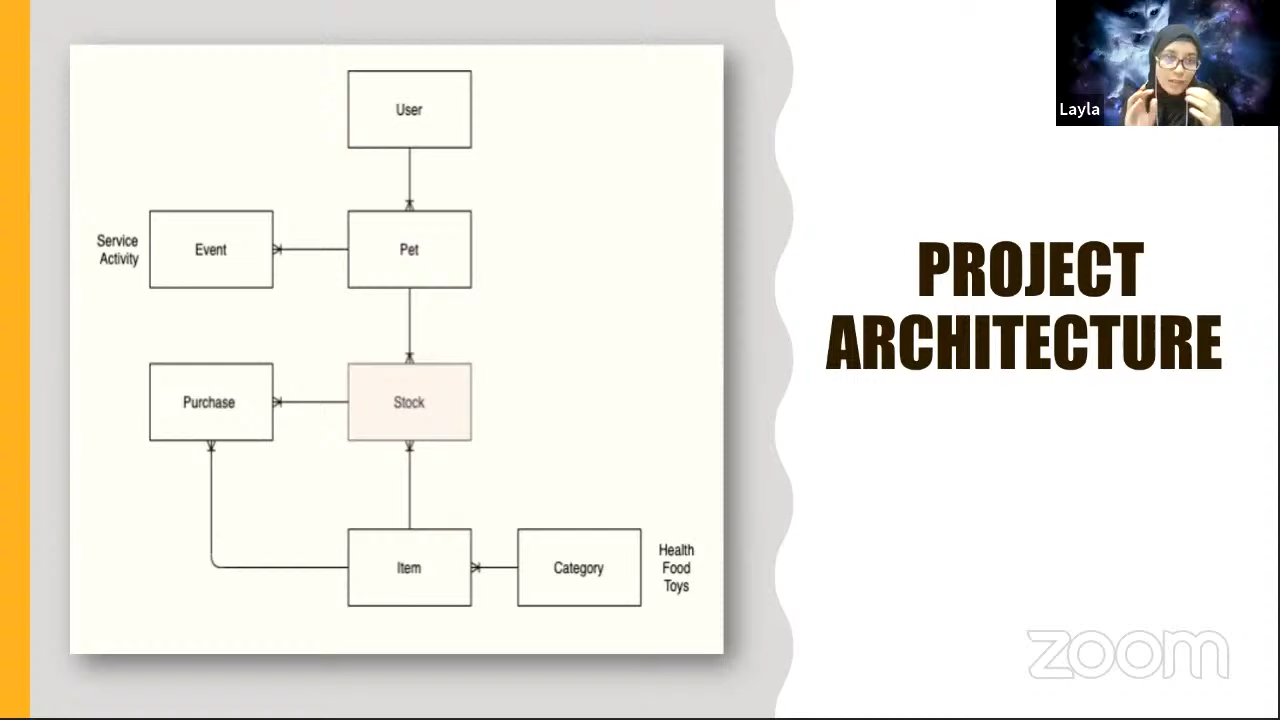 User
Service
Activity
Event
Pet
Purchase
Stock
Item
Category
Health
Food
Toys
PROJECT
ARCHITECTURE
Layla
zoom